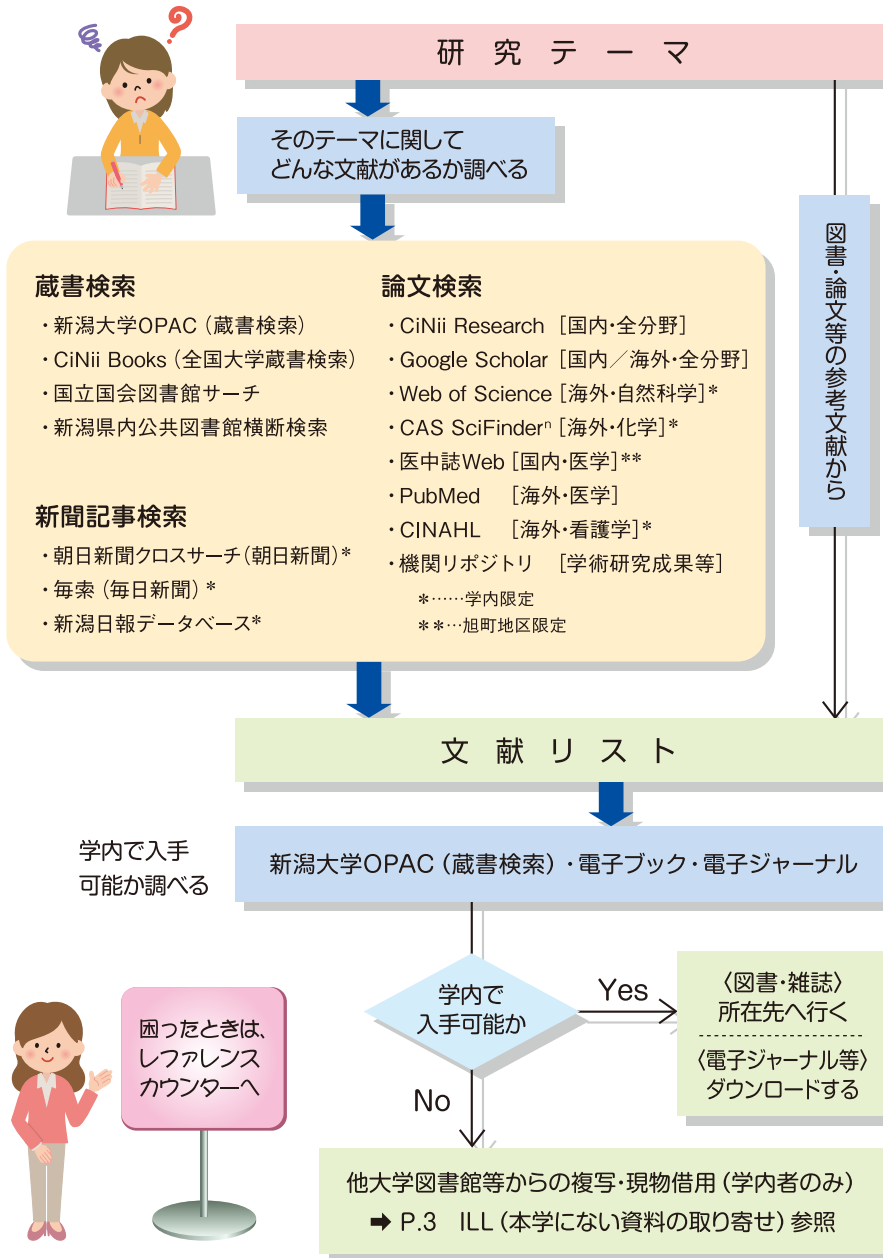 研究テーマ
そのテーマに関して
どんな文献があるか調べる
図書・論文等の参考文献から
蔵書検索
・新潟大学OPAC（蔵書検索）
・CiNii Books（全国大学蔵書検索）
・国立国会図書館サーチ
・新潟県内公共図書館横断検索
新聞記事検索
・朝日新聞クロスサーチ（朝日新聞）*
・毎索（毎日新聞）*
・新潟日報データベース*
論文検索
・CiNii Research ［国内・全分野］
・Google Scholar ［国内／海外・全分野］
・Web of Science［海外・自然科学］*
・CAS SciFinderⁿ［海外・化学］*
・医中誌Web［国内・医学］**
・PubMed ［海外・医学］
・CINAHL ［海外・看護学］*
・機関リポジトリ ［学術研究成果等］
*……学内限定
**…旭町地区限定
文献リスト
学内で入手
可能か調べる
新潟大学OPAC（蔵書検索）・電子ブック・電子ジャーナル
学内で
入手可能か
Yes
〈図書・雑誌〉
所在先へ行く
〈電子ジャーナル等〉
ダウンロードする
No
困ったときは、
レファレンス
カウンターへ
他大学図書館等からの複写・現物借用（学内者のみ）
➡ P.3 ILL（本学にない資料の取り寄せ）参照